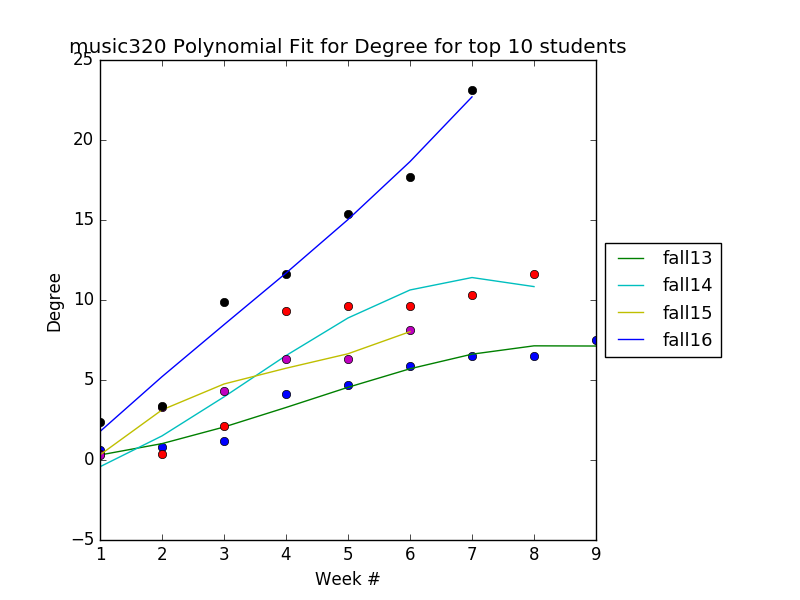 music320 Polynomial Fit for Degree for top 10 students
25
20
15
10
5
0
−5
Degree
1 2 3 4 5 6 7 8 9
Week #
fall13
fall14
fall15
fall16